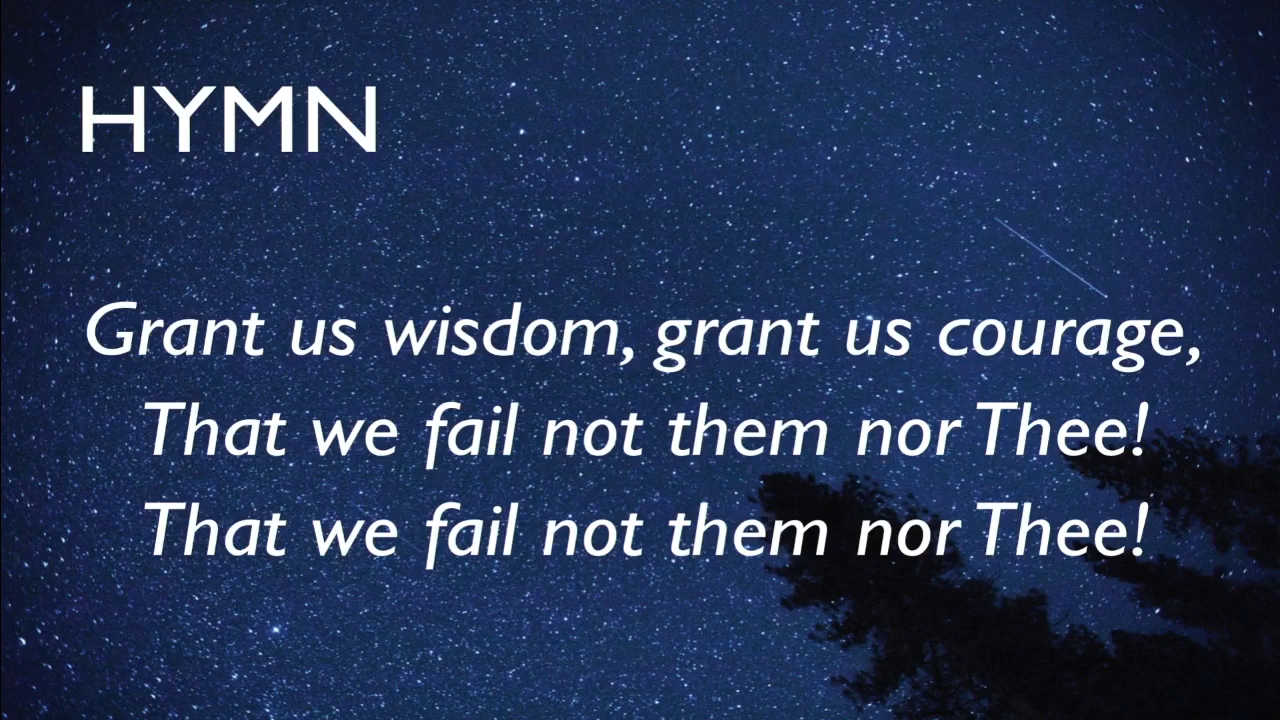 HYMN
Grant us wisdom, grant us courage,
That we fail not them nor Thee!
That we fail not them nor Thee!